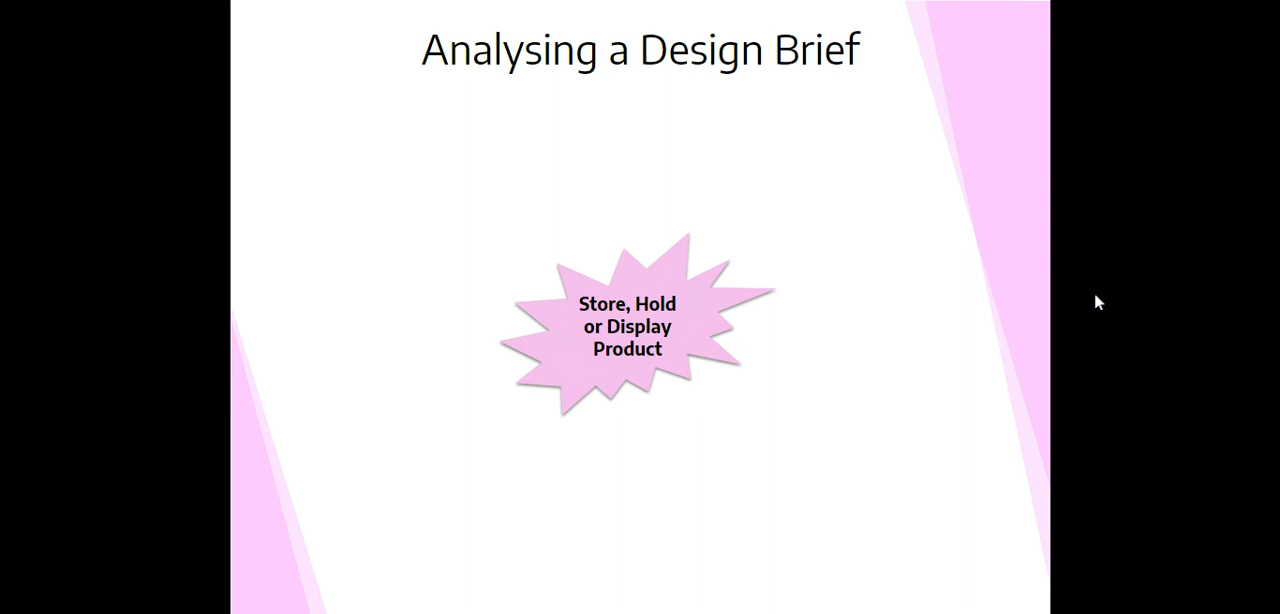 Analysing a Design Brief
Store, Hold
or Display
Product